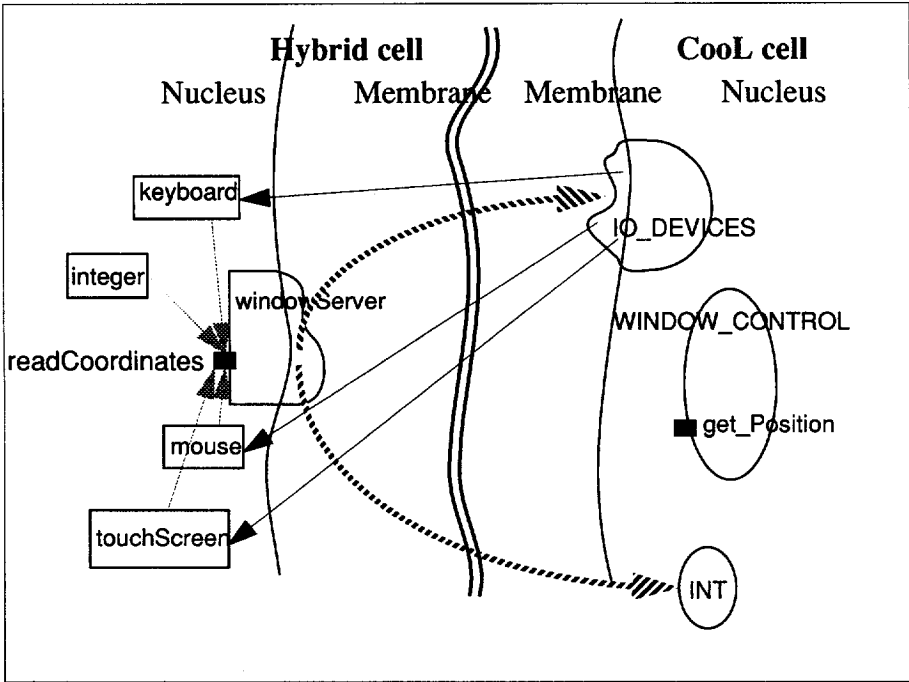 Hybrid cell
CooL cell
Nucleus
Membrane
Membrane
Nucleus
keyboard
IO_DEVICES
integer
windowServer
WINDOW_CONTROL
readCoordinates
get_Position
mouse
touchScreen
INT